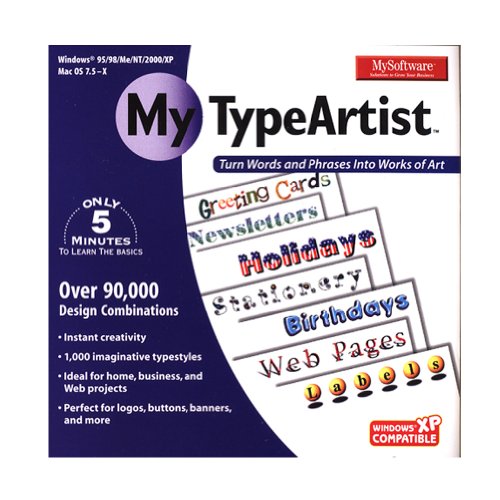 Windows® 95/98/Me/NT/2000/XP
Mac OS 7.5–X
MySoftware™
Solutions to Grow Your Business
My TypeArtist™
Turn Words and Phrases Into Works of Art
ONLY
5
MINUTES
TO LEARN THE BASICS
Greeting Cards
Newsletters
Holidays
Stationery
Birthdays
Web Pages
Labels
Over 90,000
Design Combinations
• Instant creativity
• 1,000 imaginative typestyles
• Ideal for home, business, and
Web projects
• Perfect for logos, buttons, banners,
and more
WINDOWS® XP
COMPATIBLE